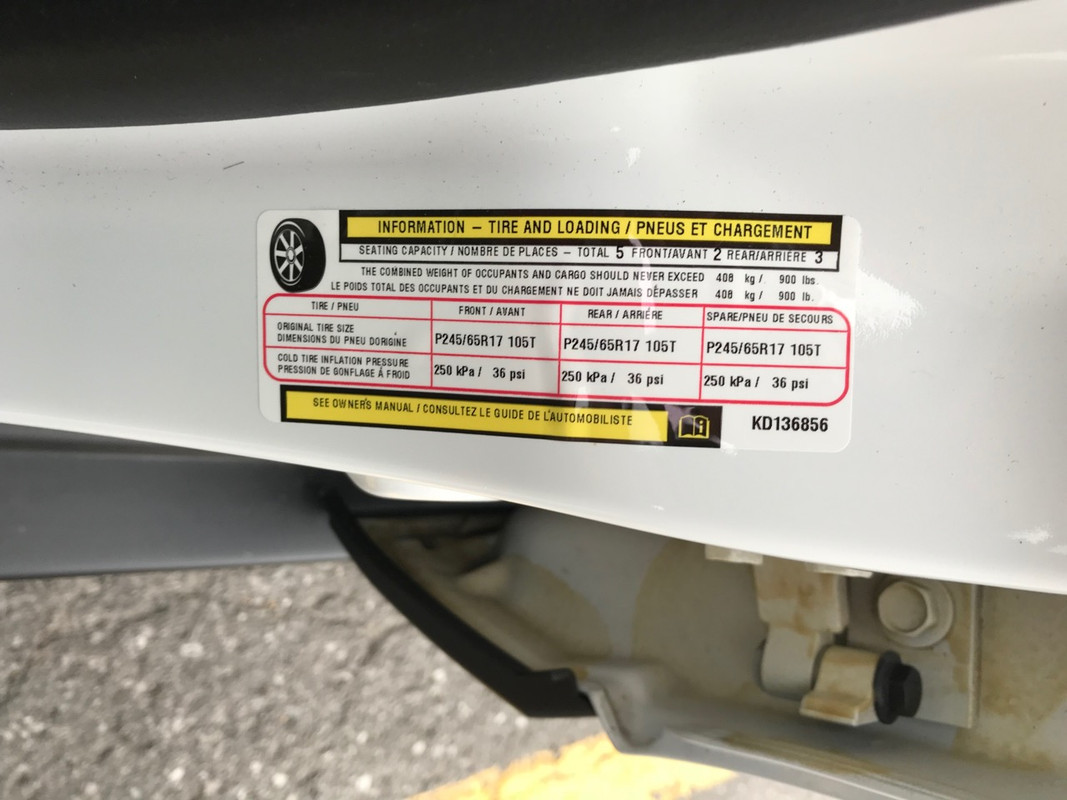 INFORMATION – TIRE AND LOADING / PNEUS ET CHARGEMENT
SEATING CAPACITY / NOMBRE DE PLACES – TOTAL 5 FRONT/AVANT 2 REAR/ARRIÈRE 3
THE COMBINED WEIGHT OF OCCUPANTS AND CARGO SHOULD NEVER EXCEED 408 kg / 900 lbs.
LE POIDS TOTAL DES OCCUPANTS ET DU CHARGEMENT NE DOIT JAMAIS DÉPASSER 408 kg / 900 lb.
TIRE / PNEU FRONT / AVANT REAR / ARRIÉRE SPARE/PNEU DE SECOURS
ORIGINAL TIRE SIZE
DIMENSIONS DU PNEU DORIGINE P245/65R17 105T P245/65R17 105T P245/65R17 105T
COLD TIRE INFLATION PRESSURE
PRESSION DE GONFLAGE Á FROID 250 kPa / 36 psi 250 kPa / 36 psi 250 kPa / 36 psi
SEE OWNER'S MANUAL / CONSULTEZ LE GUIDE DE L'AUTOMOBILISTE
KD136856